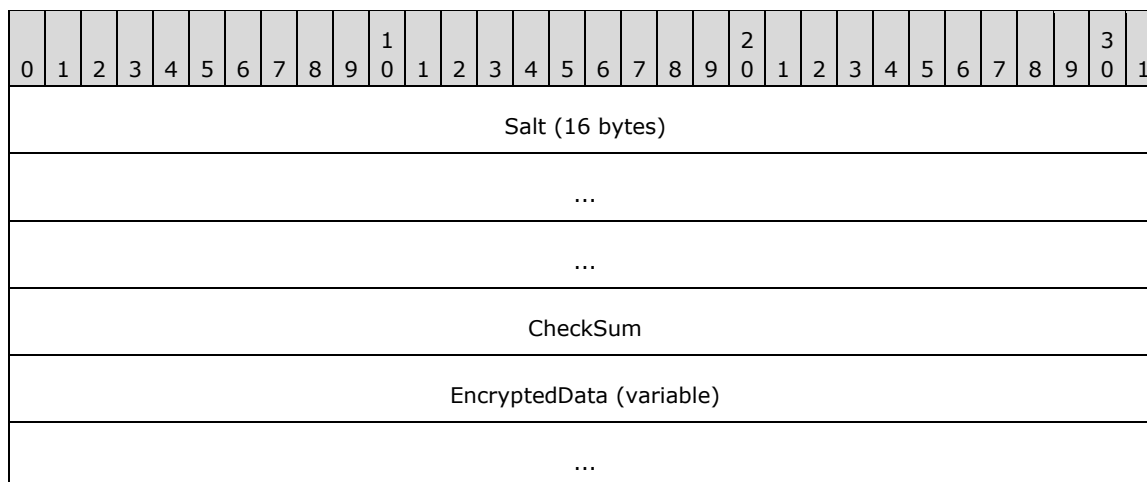 1 2 3
0 1 2 3 4 5 6 7 8 9 0 1 2 3 4 5 6 7 8 9 0 1 2 3 4 5 6 7 8 9 0 1
Salt (16 bytes)
...
...
CheckSum
EncryptedData (variable)
...